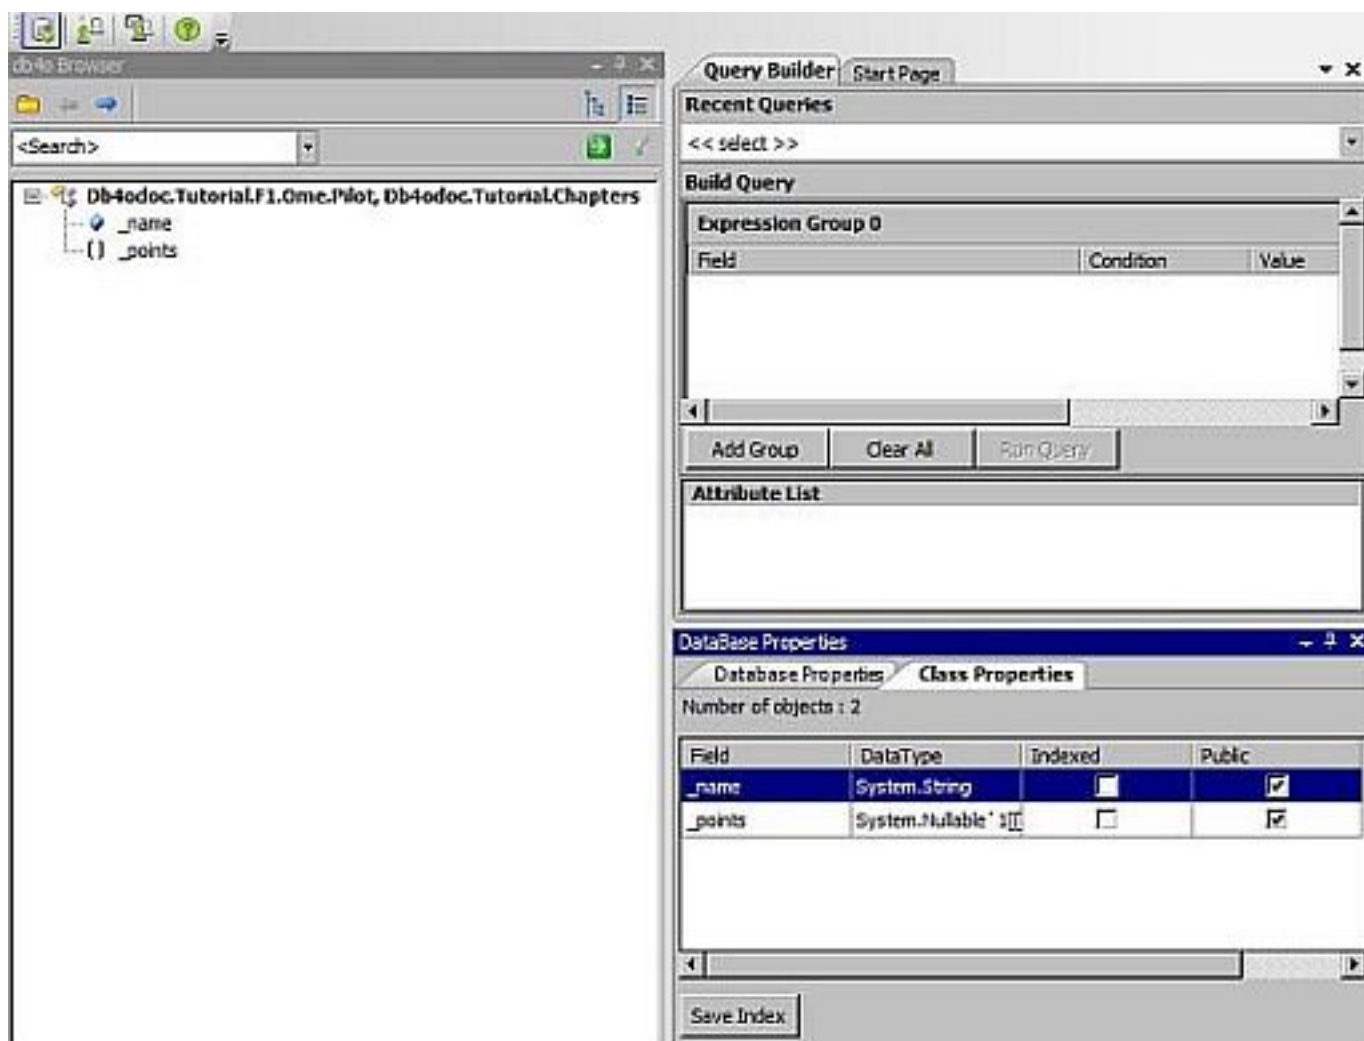 db4o Browser
<Search>
Db4odoc.Tutorial.F1.Ome.Pilot, Db4odoc.Tutorial.Chapters
_name
_points
Query Builder Start Page
Recent Queries
<< select >>
Build Query
Expression Group 0
Field Condition Value
Add Group Clear All Run Query
Attribute List
DataBase Properties
Database Properties Class Properties
Number of objects : 2
Field DataType Indexed Public
_name System.String
_points System.Nullable`1[[
Save Index